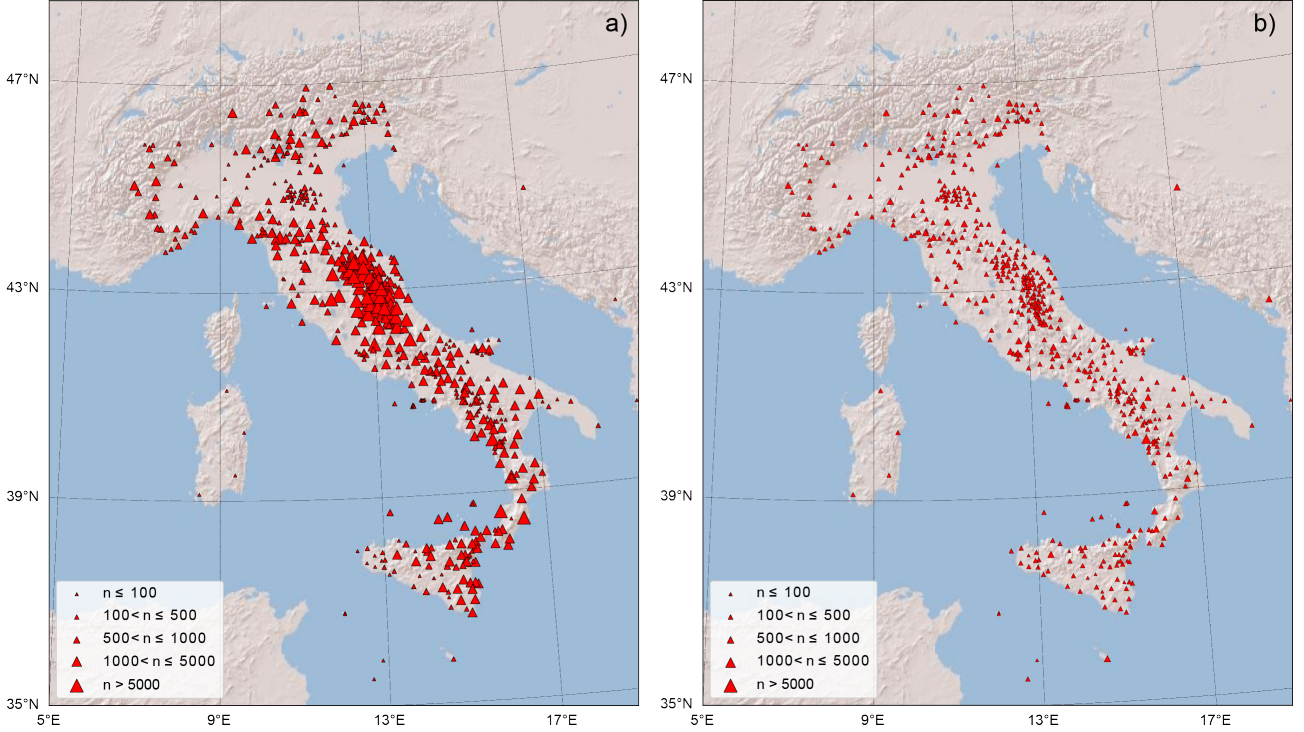 a)
47°N
43°N
39°N
35°N
n ≤ 100
100< n ≤ 500
500< n ≤ 1000
1000< n ≤ 5000
n > 5000
5°E 9°E 13°E 17°E
b)
47°N
43°N
39°N
35°N
n ≤ 100
100< n ≤ 500
500< n ≤ 1000
1000< n ≤ 5000
n > 5000
5°E 9°E 13°E 17°E